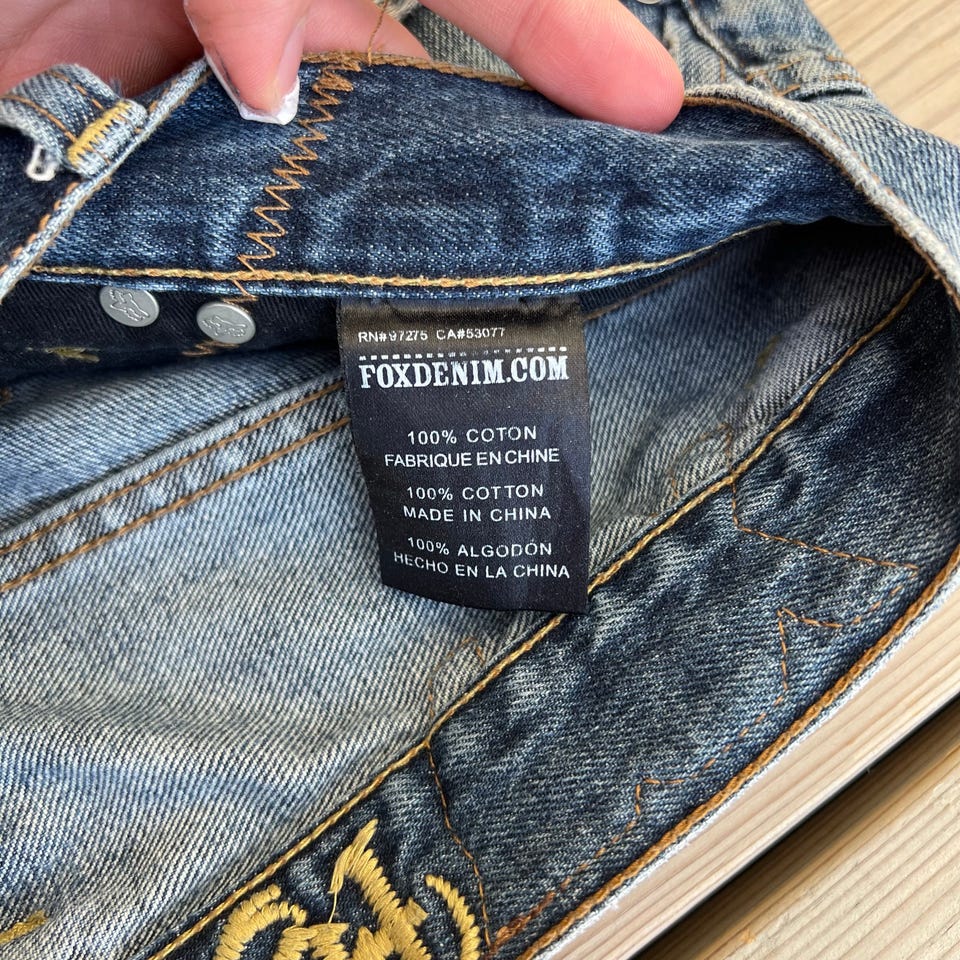 RN#97275 CA#53077
FOXDENIM.COM
100% COTON
FABRIQUE EN CHINE
100% COTTON
MADE IN CHINA
100% ALGODÓN
HECHO EN LA CHINA